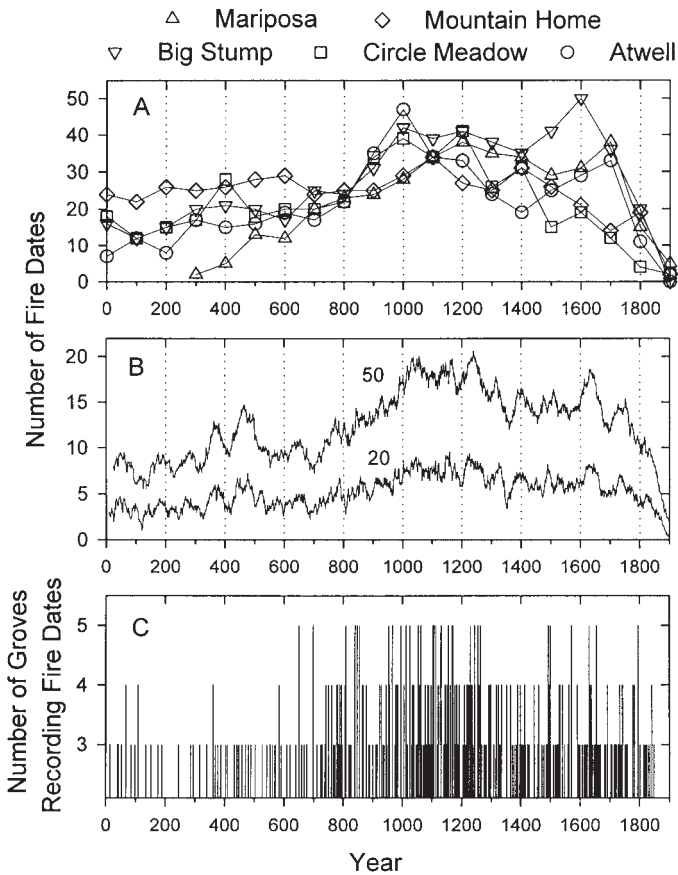 Mariposa Mountain Home
Big Stump Circle Meadow Atwell
A
50
40
30
20
10
0
0 200 400 600 800 1000 1200 1400 1600 1800
Number of Fire Dates
B
20
15
10
5
0
50
20
0 200 400 600 800 1000 1200 1400 1600 1800
C
5
4
3
Number of Groves
Recording Fire Dates
0 200 400 600 800 1000 1200 1400 1600 1800
Year